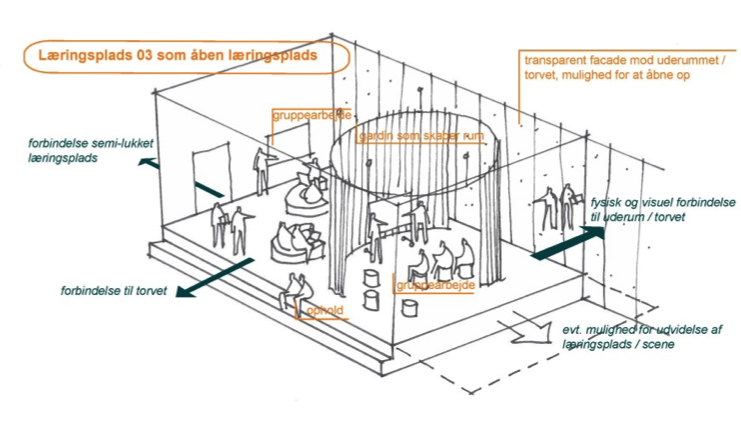 Læringsplads 03 som åben læringsplads
transparent facade mod uderummet /
torvet, mulighed for at åbne op
gruppearbejde
gardin som skaber rum
forbindelse semi-lukket
læringsplads
fysisk og visuel forbindelse
til uderum / torvet
forbindelse til torvet
gruppearbejde
ophold
evt. mulighed for udvidelse af
læringsplads / scene